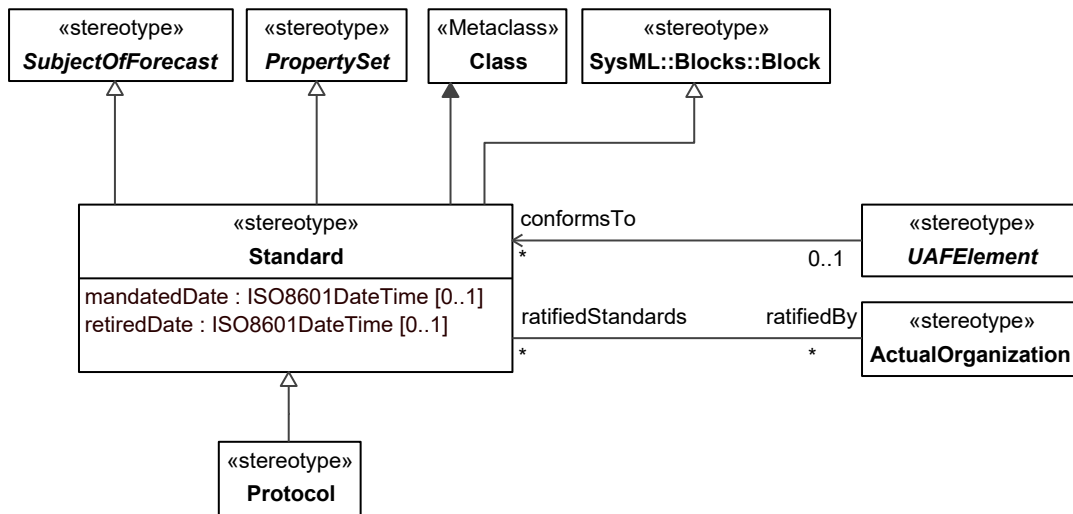 «stereotype»
SubjectOfForecast
«stereotype»
PropertySet
«Metaclass»
Class
«stereotype»
SysML::Blocks::Block
«stereotype»
Standard
mandatedDate : ISO8601DateTime [0..1]
retiredDate : ISO8601DateTime [0..1]
conformsTo
*
0..1
«stereotype»
UAFElement
ratifiedStandards
*
ratifiedBy
*
«stereotype»
ActualOrganization
«stereotype»
Protocol